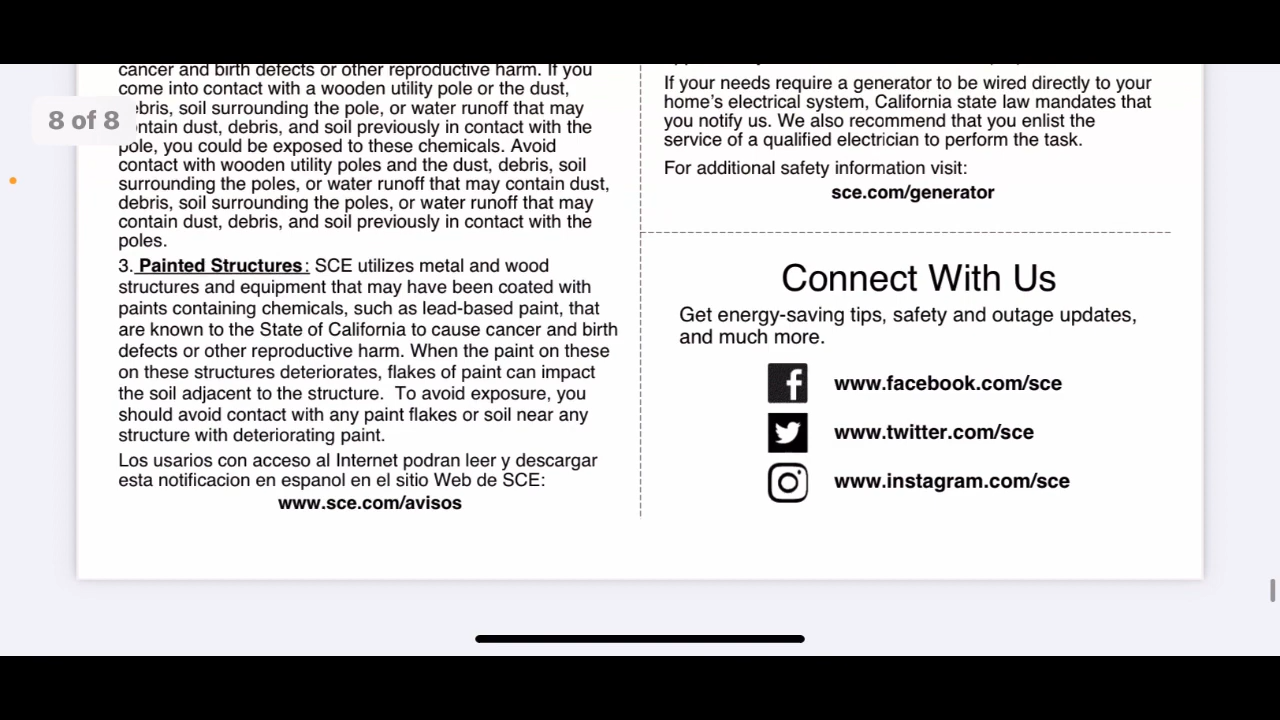 cancer and birth defects or other reproductive harm. If you
come into contact with a wooden utility pole or the dust,
debris, soil surrounding the pole, or water runoff that may
contain dust, debris, and soil previously in contact with the
pole, you could be exposed to these chemicals. Avoid
contact with wooden utility poles and the dust, debris, soil
surrounding the poles, or water runoff that may contain dust,
debris, soil surrounding the poles, or water runoff that may
contain dust, debris, and soil previously in contact with the
poles.
3. Painted Structures: SCE utilizes metal and wood
structures and equipment that may have been coated with
paints containing chemicals, such as lead-based paint, that
are known to the State of California to cause cancer and birth
defects or other reproductive harm. When the paint on these
on these structures deteriorates, flakes of paint can impact
the soil adjacent to the structure. To avoid exposure, you
should avoid contact with any paint flakes or soil near any
structure with deteriorating paint.
Los usarios con acceso al Internet podran leer y descargar
esta notificacion en espanol en el sitio Web de SCE:
www.sce.com/avisos
8 of 8
If your needs require a generator to be wired directly to your
home's electrical system, California state law mandates that
you notify us. We also recommend that you enlist the
service of a qualified electrician to perform the task.
For additional safety information visit:
sce.com/generator
Connect With Us
Get energy-saving tips, safety and outage updates,
and much more.
www.facebook.com/sce
www.twitter.com/sce
www.instagram.com/sce